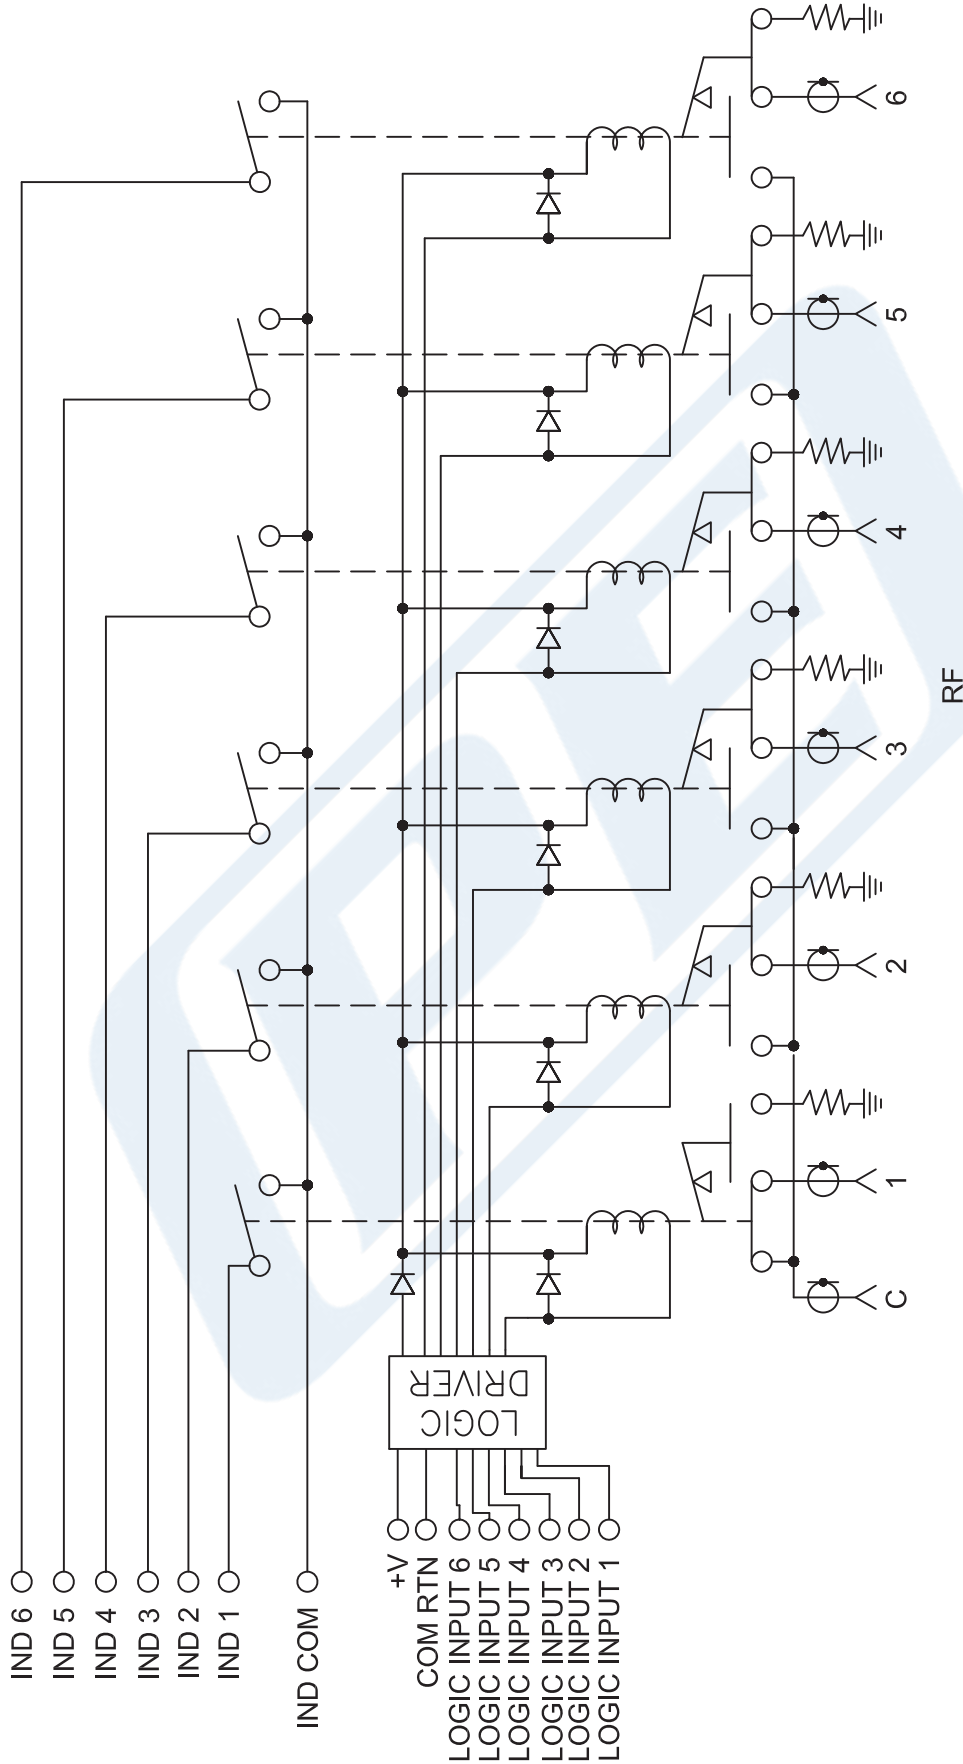 IND 6
IND 5
IND 4
IND 3
IND 2
IND 1
IND COM
+V
COM RTN
LOGIC INPUT 6
LOGIC INPUT 5
LOGIC INPUT 4
LOGIC INPUT 3
LOGIC INPUT 2
LOGIC INPUT 1
LOGIC
DRIVER
C
1
2
3
4
5
6
RF
PE